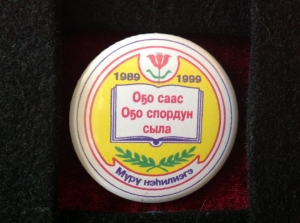 1989 1999
Оҕо саас
Оҕо спордун
сыла
Мүрү нэһилиэгэ